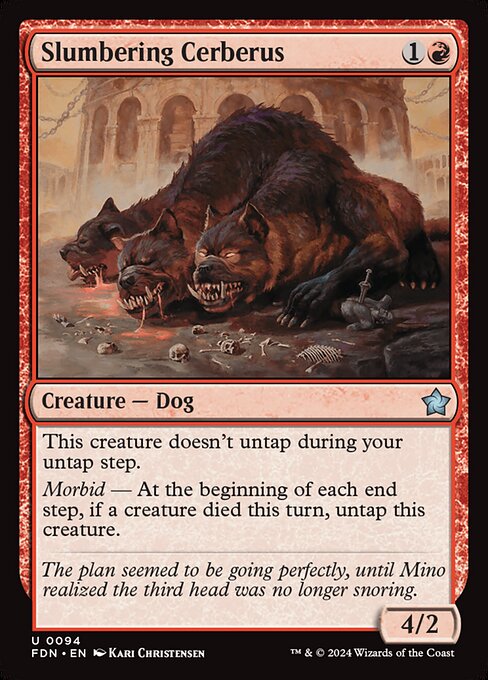 Slumbering Cerberus 1
Creature — Dog
This creature doesn't untap during your
untap step.
Morbid — At the beginning of each end
step, if a creature died this turn, untap this
creature.
The plan seemed to be going perfectly, until Mino
realized the third head was no longer snoring.
4/2
U 0094
FDN • EN Kari Christensen
™ & © 2024 Wizards of the Coast